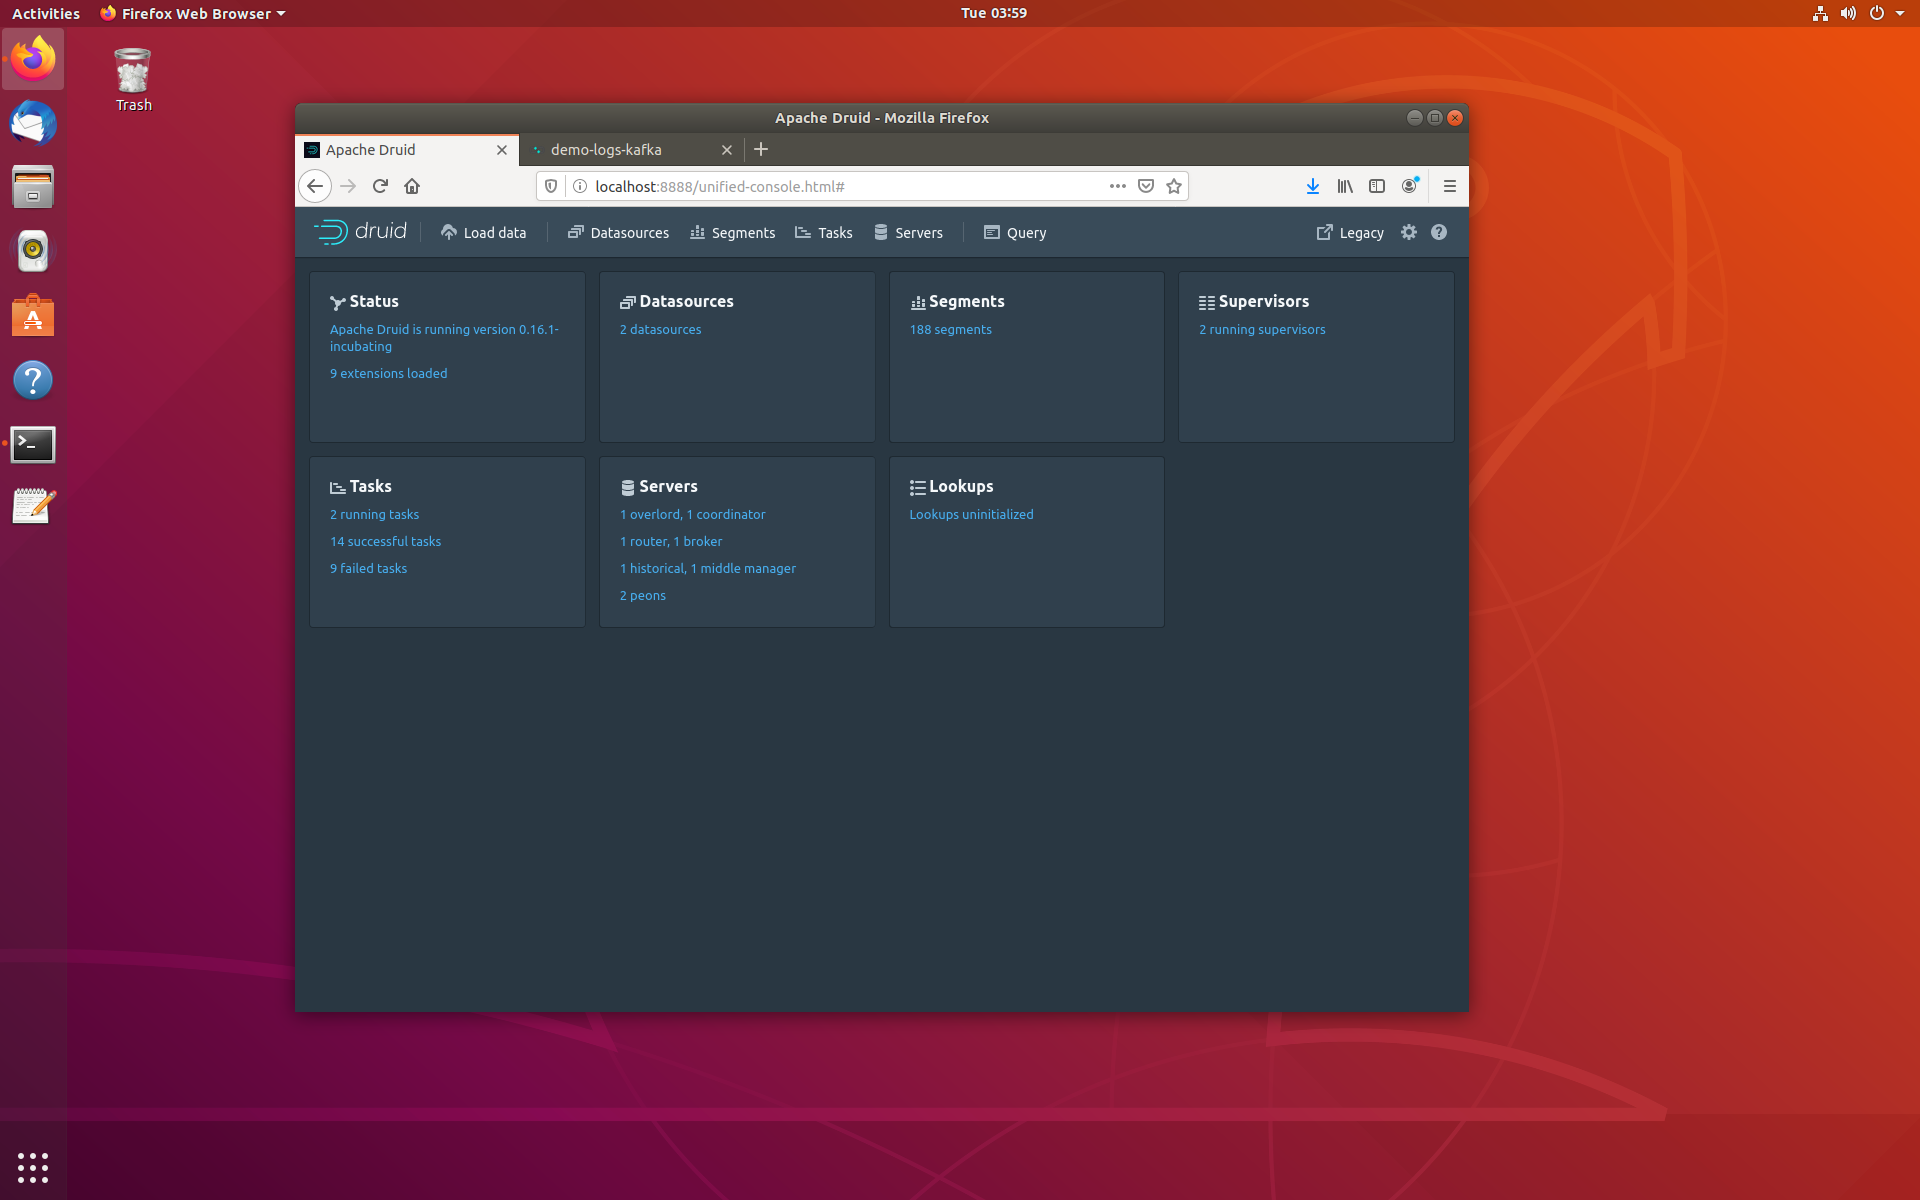 Activities
Firefox Web Browser
Tue 03:59
Trash
Apache Druid - Mozilla Firefox
Apache Druid
demo-logs-kafka
localhost:8888/unified-console.html#
druid
Load data
Datasources
Segments
Tasks
Servers
Query
Legacy
Status
Apache Druid is running version 0.16.1-
incubating
9 extensions loaded
Datasources
2 datasources
Segments
188 segments
Supervisors
2 running supervisors
Tasks
2 running tasks
14 successful tasks
9 failed tasks
Servers
1 overlord, 1 coordinator
1 router, 1 broker
1 historical, 1 middle manager
2 peons
Lookups
Lookups uninitialized